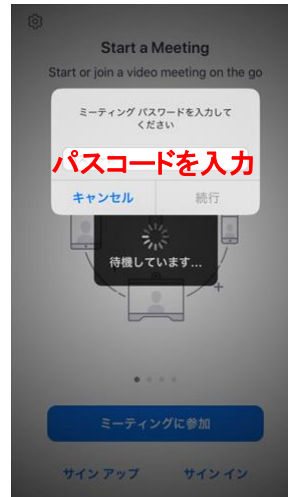 Start a Meeting
Start or join a video meeting on the go
ミーティング パスワードを入力して
ください
パスコードを入力
キャンセル 続行
待機しています...
ミーティングに参加
サイン アップ サイン イン